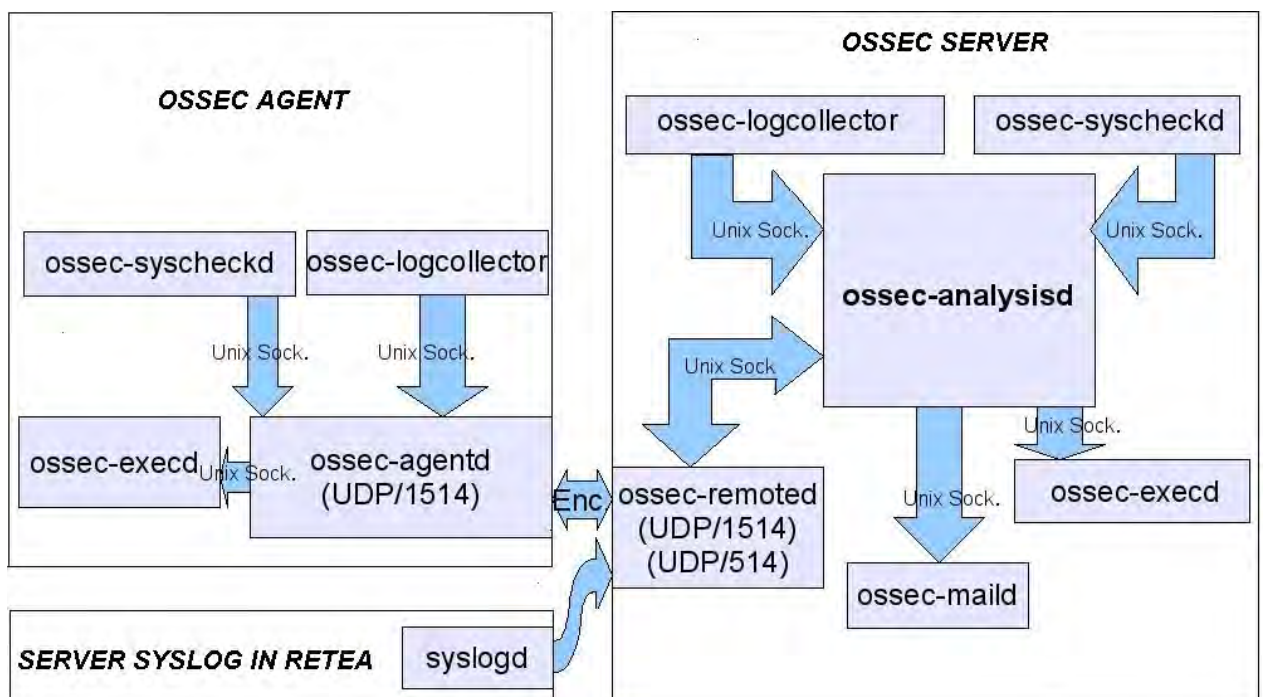 OSSEC AGENT
ossec-syscheckd
ossec-logcollector
Unix Sock.
Unix Sock.
ossec-execd
Unix Sock.
ossec-agentd
(UDP/1514)
Enc
OSSEC SERVER
ossec-logcollector
ossec-syscheckd
Unix Sock.
Unix Sock.
ossec-analysisd
Unix Sock
ossec-remoted
(UDP/1514)
(UDP/514)
Unix Sock.
Unix Sock.
ossec-execd
ossec-maild
SERVER SYSLOG IN RETEA
syslogd